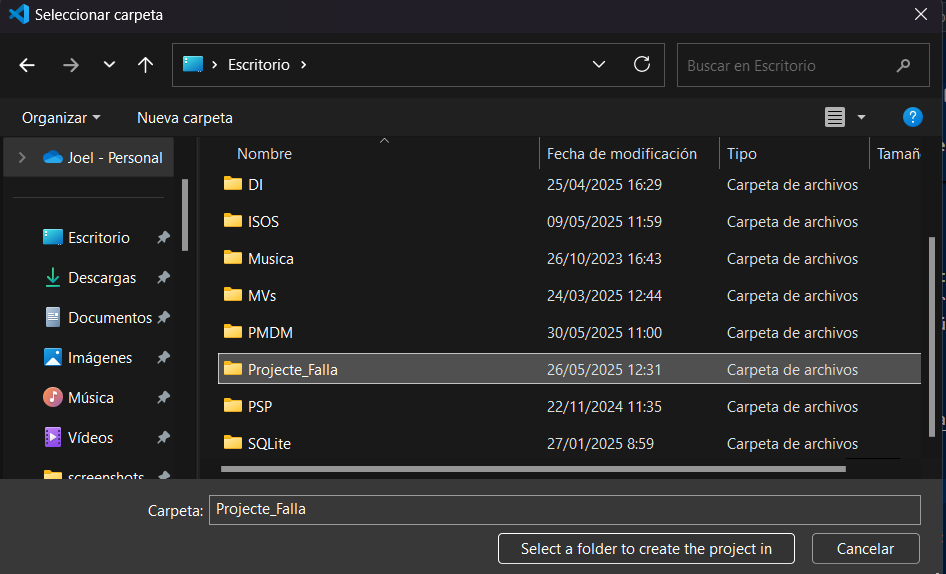 Seleccionar carpeta
Escritorio
Buscar en Escritorio
Organizar
Nueva carpeta
?
Joel - Personal
Escritorio
Descargas
Documentos
Imágenes
Música
Vídeos
screenshots
Nombre Fecha de modificación Tipo Tamañ
DI 25/04/2025 16:29 Carpeta de archivos
ISOS 09/05/2025 11:59 Carpeta de archivos
Musica 26/10/2023 16:43 Carpeta de archivos
MVs 24/03/2025 12:44 Carpeta de archivos
PMDM 30/05/2025 11:00 Carpeta de archivos
Projecte_Falla 26/05/2025 12:31 Carpeta de archivos
PSP 22/11/2024 11:35 Carpeta de archivos
SQLite 27/01/2025 8:59 Carpeta de archivos
Carpeta: Projecte_Falla
Select a folder to create the project in Cancelar